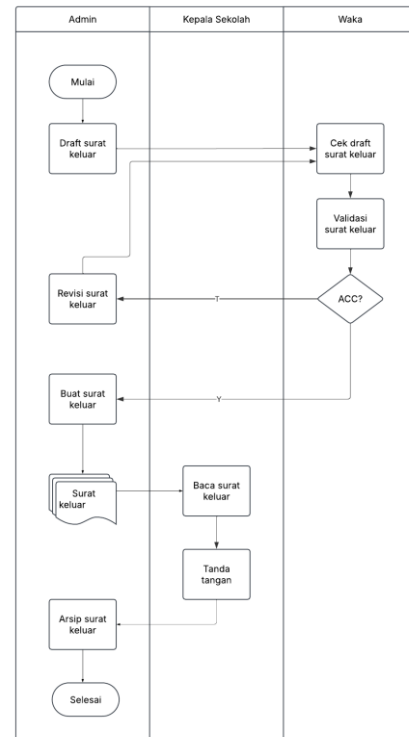 Admin
Kepala Sekolah
Waka
Mulai
Draft surat
keluar
Cek draft
surat keluar
Validasi
surat keluar
ACC?
T
Revisi surat
keluar
Y
Buat surat
keluar
Surat
keluar
Baca surat
keluar
Tanda
tangan
Arsip surat
keluar
Selesai